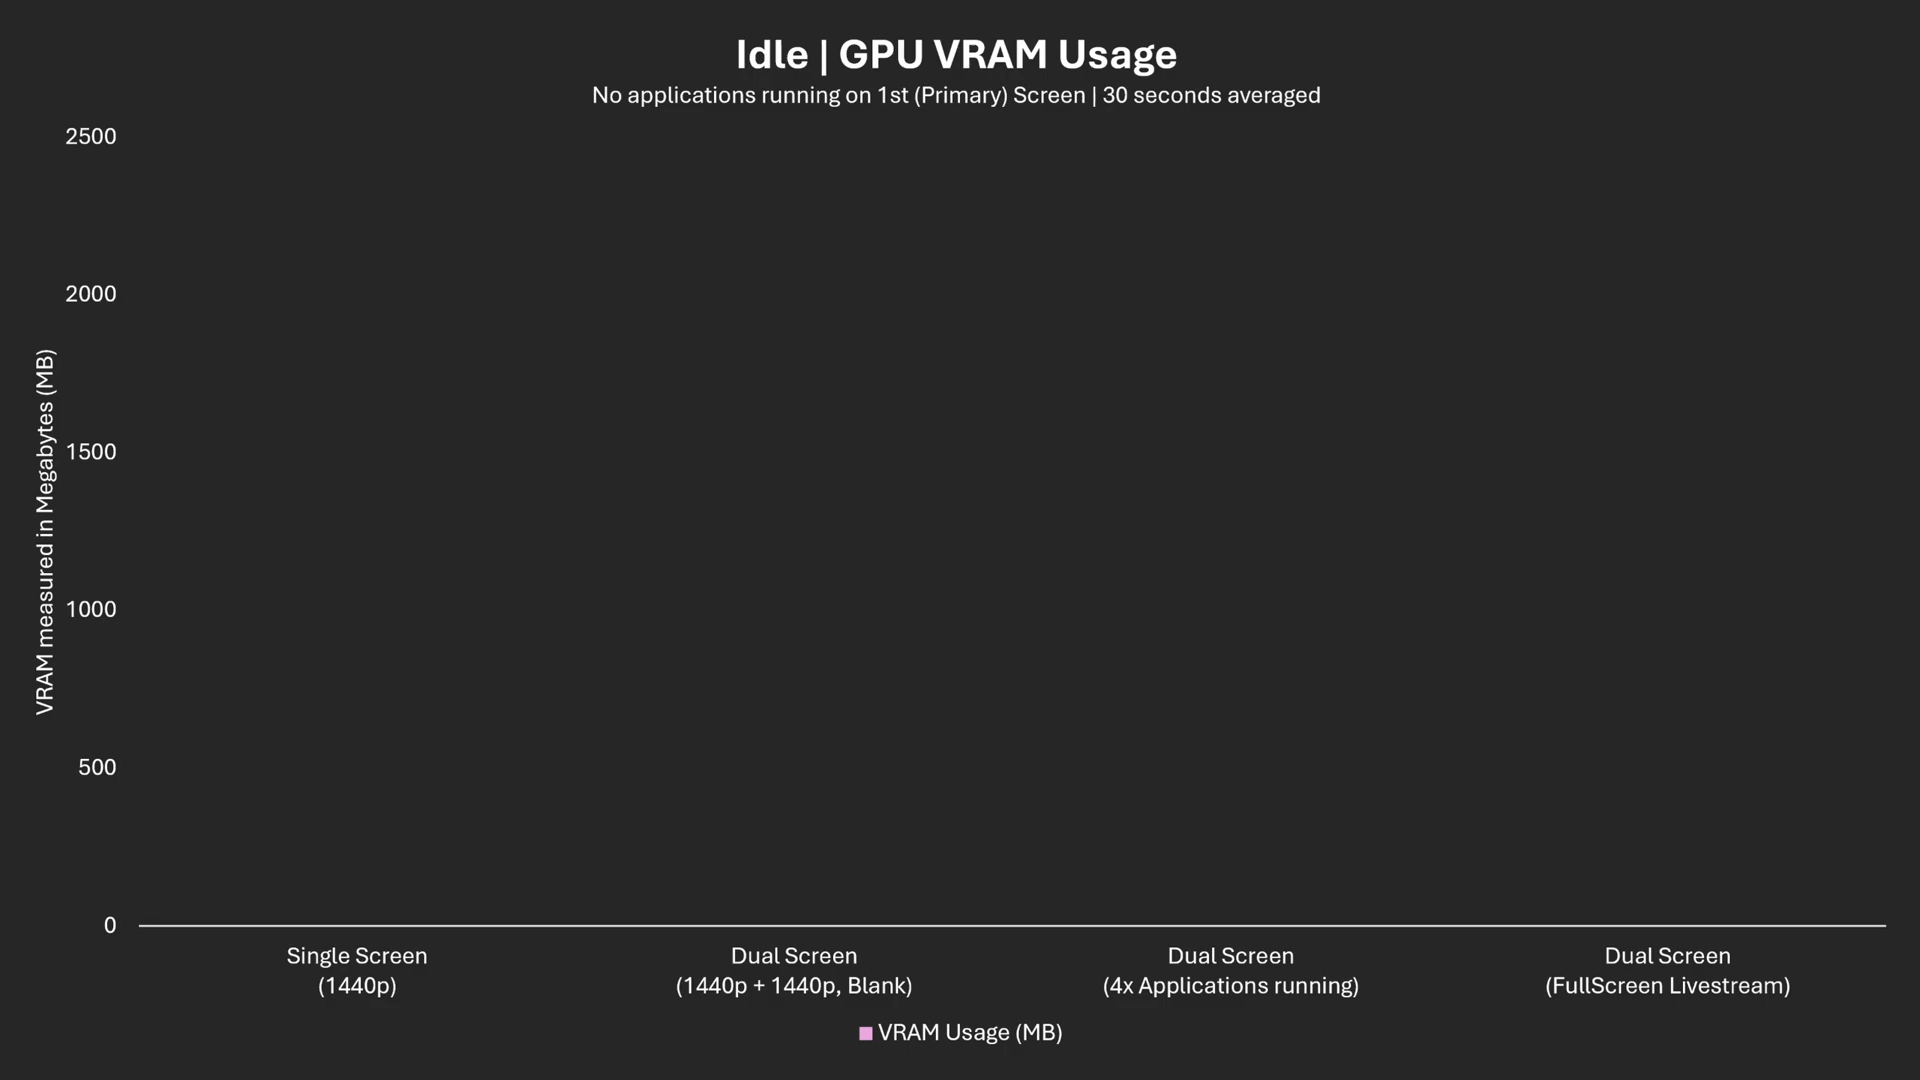 Idle | GPU VRAM Usage
No applications running on 1st (Primary) Screen | 30 seconds averaged
VRAM measured in Megabytes (MB)
2500
2000
1500
1000
500
0
Single Screen
(1440p)
Dual Screen
(1440p + 1440p, Blank)
Dual Screen
(4x Applications running)
Dual Screen
(FullScreen Livestream)
VRAM Usage (MB)